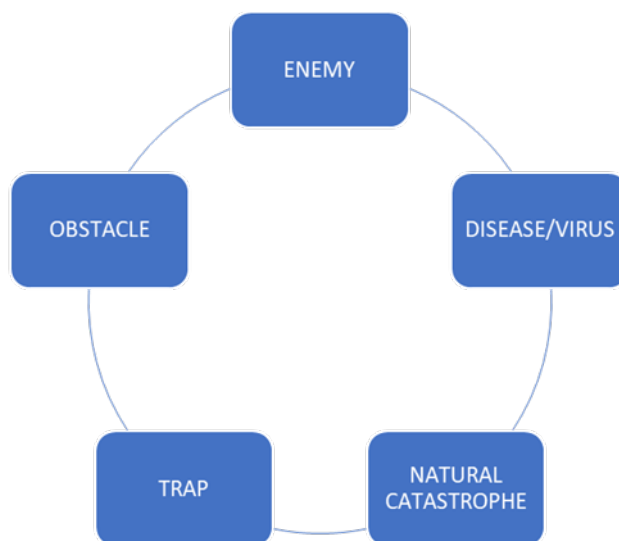 ENEMY
DISEASE/VIRUS
NATURAL
CATASTROPHE
TRAP
OBSTACLE